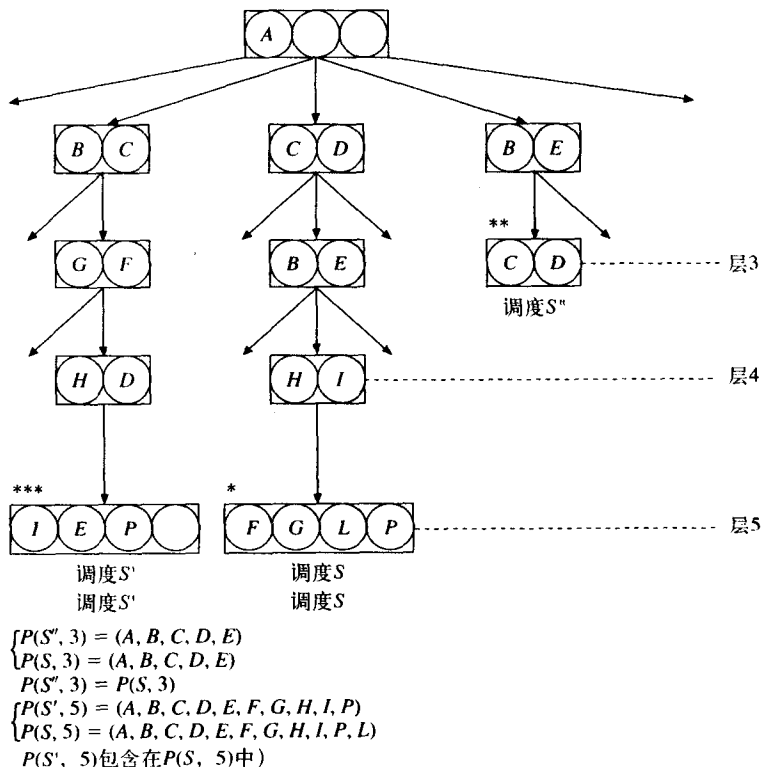 A
B C
C D
B E
**
G F
B E
C D
层3
调度S"
H D
H I
层4
***
*
I E P
F G L P
层5
调度S'
调度S
调度S'
调度S
P(S″, 3) = (A, B, C, D, E)
P(S, 3) = (A, B, C, D, E)
P(S″, 3) = P(S, 3)
P(S′, 5) = (A, B, C, D, E, F, G, H, I, P)
P(S, 5) = (A, B, C, D, E, F, G, H, I, P, L)
P(S', 5)包含在P(S, 5)中)